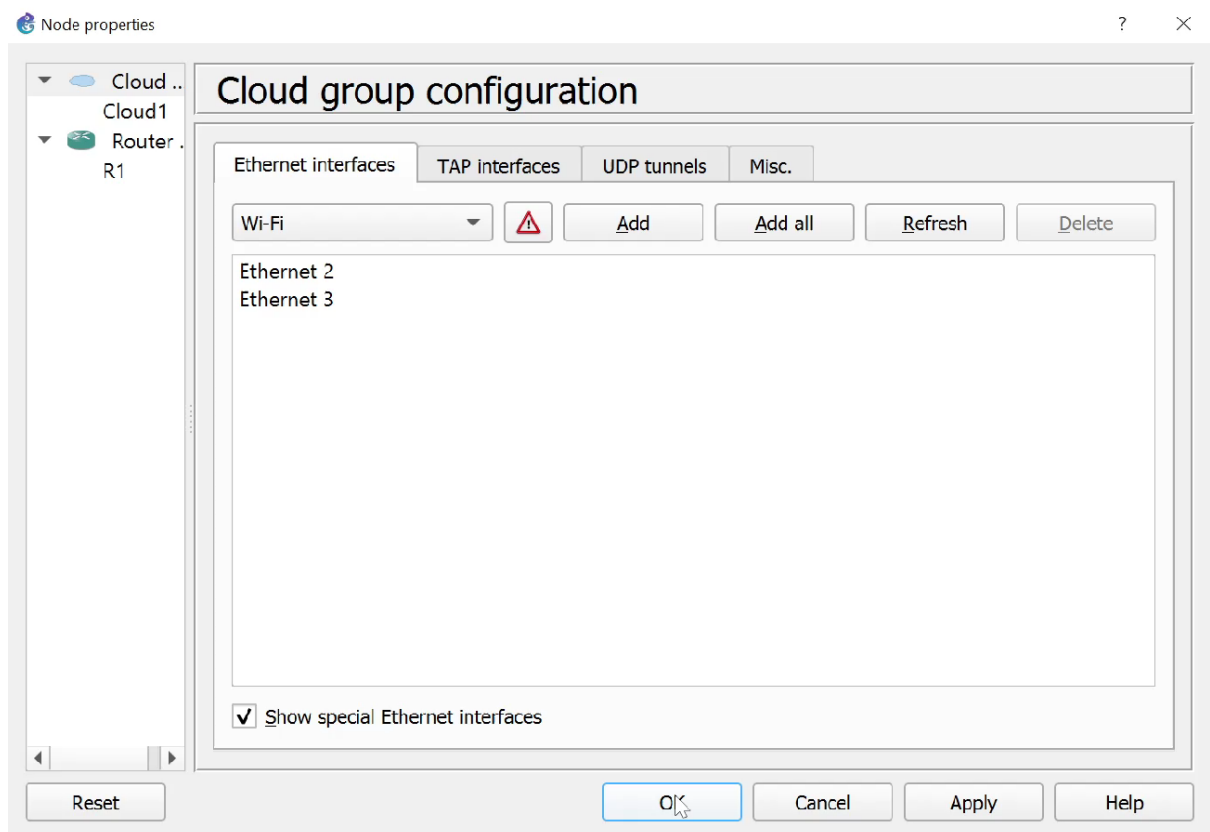 Node properties
?
Cloud ..
Cloud1
Router .
R1
Cloud group configuration
Ethernet interfaces
TAP interfaces
UDP tunnels
Misc.
Wi-Fi
Add
Add all
Refresh
Delete
Ethernet 2
Ethernet 3
Show special Ethernet interfaces
Reset
OK
Cancel
Apply
Help